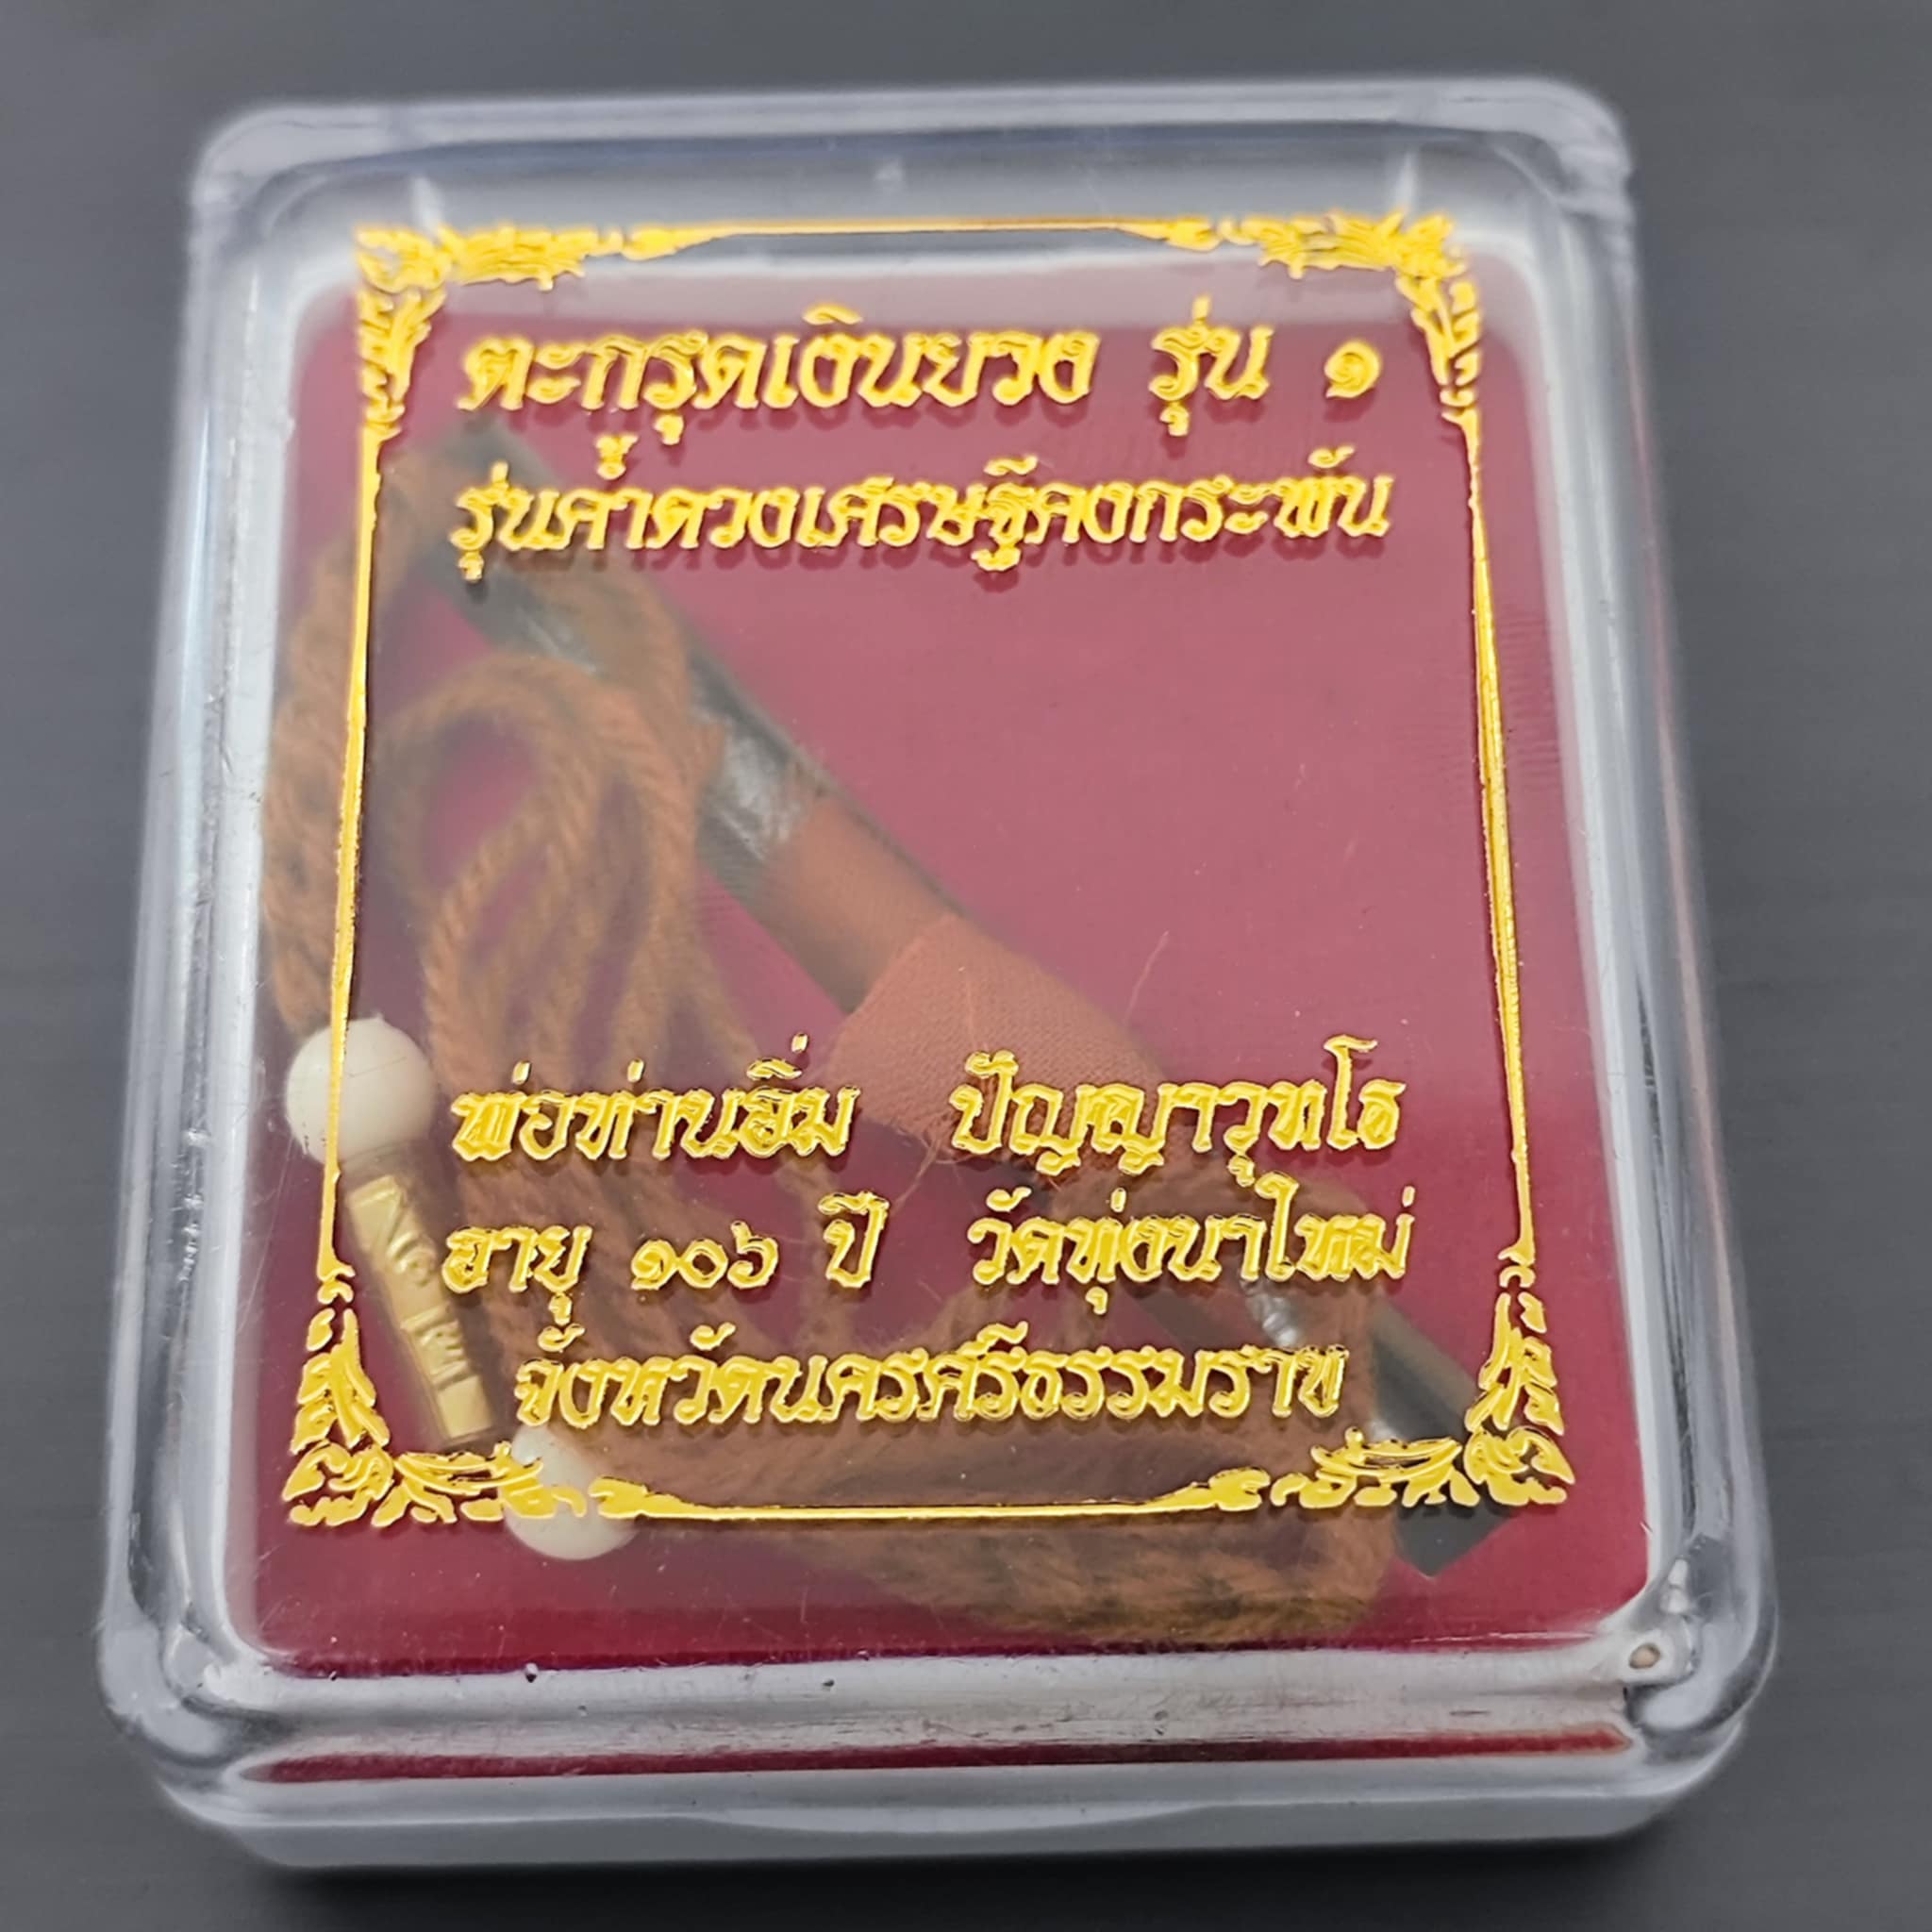 ตะกรุดเงินยวง รุ่น ๑
รุ่นค้ำดวงเศรษฐีคงกระพัน
พ่อท่านอิ่ม ปัญญาวุทโธ
อายุ ๑๐๖ ปี วัดทุ่งนาใหม่
จังหวัดนครศรีธรรมราช